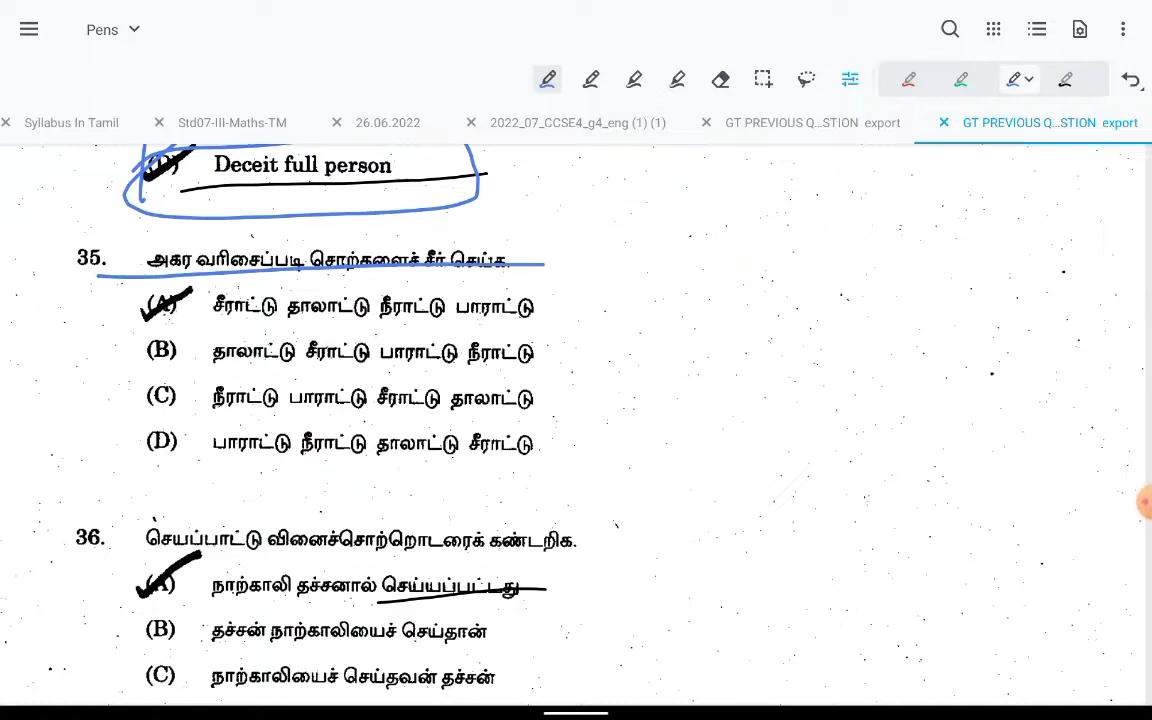 Pens
Syllabus In Tamil
Std07-III-Maths-TM
26.06.2022
2022_07_CCSE4_g4_eng (1) (1)
GT PREVIOUS Q...STION export
GT PREVIOUS Q...STION export
(D) Deceit full person
35. அகர வரிசைப்படி சொற்களைச் சீர் செய்க.
(A) சீராட்டு தாலாட்டு நீராட்டு பாராட்டு
(B) தாலாட்டு சீராட்டு பாராட்டு நீராட்டு
(C) நீராட்டு பாராட்டு சீராட்டு தாலாட்டு
(D) பாராட்டு நீராட்டு தாலாட்டு சீராட்டு
36. செயப்பாட்டு வினைச்சொற்றொடரைக் கண்டறிக.
(A) நாற்காலி தச்சனால் செய்யப்பட்டது
(B) தச்சன் நாற்காலியைச் செய்தான்
(C) நாற்காலியைச் செய்தவன் தச்சன்